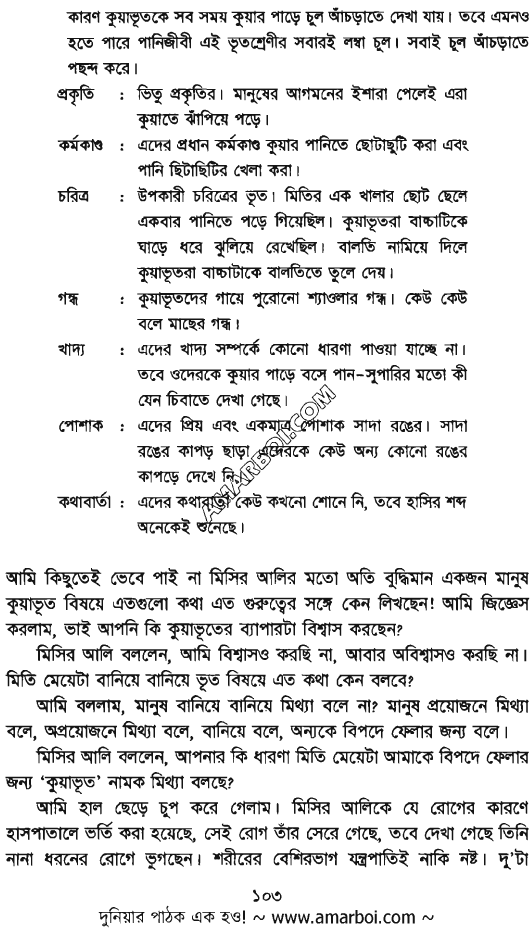 কারণ কুয়াভূতকে সব সময় কুয়ার পাড়ে চুল আঁচড়াতে দেখা যায়। তবে এমনও
হতে পারে পানিজীবী এই ভূতশ্রেণীর সবারই লম্বা চুল। সবাই চুল আঁচড়াতে
পছন্দ করে।
প্রকৃতি : ভিতু প্রকৃতির। মানুষের আগমনের ইশারা পেলেই এরা
কুয়াতে ঝাঁপিয়ে পড়ে।
কর্মকাণ্ড : এদের প্রধান কর্মকাণ্ড কুয়ার পানিতে ছোটাছুটি করা এবং
পানি ছিটাছিটির খেলা করা।
চরিত্র : উপকারী চরিত্রের ভূত। মিতির এক খালার ছোট ছেলে
একবার পানিতে পড়ে গিয়েছিল। কুয়াভূতরা বাচ্চাটিকে
ঘাড়ে ধরে ঝুলিয়ে রেখেছিল। বালতি নামিয়ে দিলে
কুয়াভূতরা বাচ্চাটাকে বালতিতে তুলে দেয়।
গন্ধ : কুয়াভূতদের গায়ে পুরোনো শ্যাওলার গন্ধ। কেউ কেউ
বলে মাছের গন্ধ।
খাদ্য : এদের খাদ্য সম্পর্কে কোনো ধারণা পাওয়া যাচ্ছে না।
তবে ওদেরকে কুয়ার পাড়ে বসে পান-সুপারির মতো কী
যেন চিবাতে দেখা গেছে।
পোশাক : এদের প্রিয় এবং একমাত্র পোশাক সাদা রঙের। সাদা
রঙের কাপড় ছাড়া এদেরকে কেউ অন্য কোনো রঙের
কাপড়ে দেখে নি।
কথাবার্তা : এদের কথাবার্তা কেউ কখনো শোনে নি, তবে হাসির শব্দ
অনেকেই শুনেছে।
AMARBOI.COM
আমি কিছুতেই ভেবে পাই না মিসির আলির মতো অতি বুদ্ধিমান একজন মানুষ
কুয়াভূত বিষয়ে এতগুলো কথা এত গুরুত্বের সঙ্গে কেন লিখছেন! আমি জিজ্ঞেস
করলাম, ভাই আপনি কি কুয়াভূতের ব্যাপারটা বিশ্বাস করছেন?
মিসির আলি বললেন, আমি বিশ্বাসও করছি না, আবার অবিশ্বাসও করছি না।
মিতি মেয়েটা বানিয়ে বানিয়ে ভূত বিষয়ে এত কথা কেন বলবে?
আমি বললাম, মানুষ বানিয়ে বানিয়ে মিথ্যা বলে না? মানুষ প্রয়োজনে মিথ্যা
বলে, অপ্রয়োজনে মিথ্যা বলে, বানিয়ে বলে, অন্যকে বিপদে ফেলার জন্য বলে।
মিসির আলি বললেন, আপনার কি ধারণা মিতি মেয়েটা আমাকে বিপদে ফেলার
জন্য ‘কুয়াভূত’ নামক মিথ্যা বলছে?
আমি হাল ছেড়ে চুপ করে গেলাম। মিসির আলিকে যে রোগের কারণে
হাসপাতালে ভর্তি করা হয়েছে, সেই রোগ তাঁর সেরে গেছে, তবে দেখা গেছে তিনি
নানা ধরনের রোগে ভুগছেন। শরীরের বেশিরভাগ যন্ত্রপাতিই নাকি নষ্ট। দু’টা
১০৩
দুনিয়ার পাঠক এক হও! ~ www.amarboi.com ~